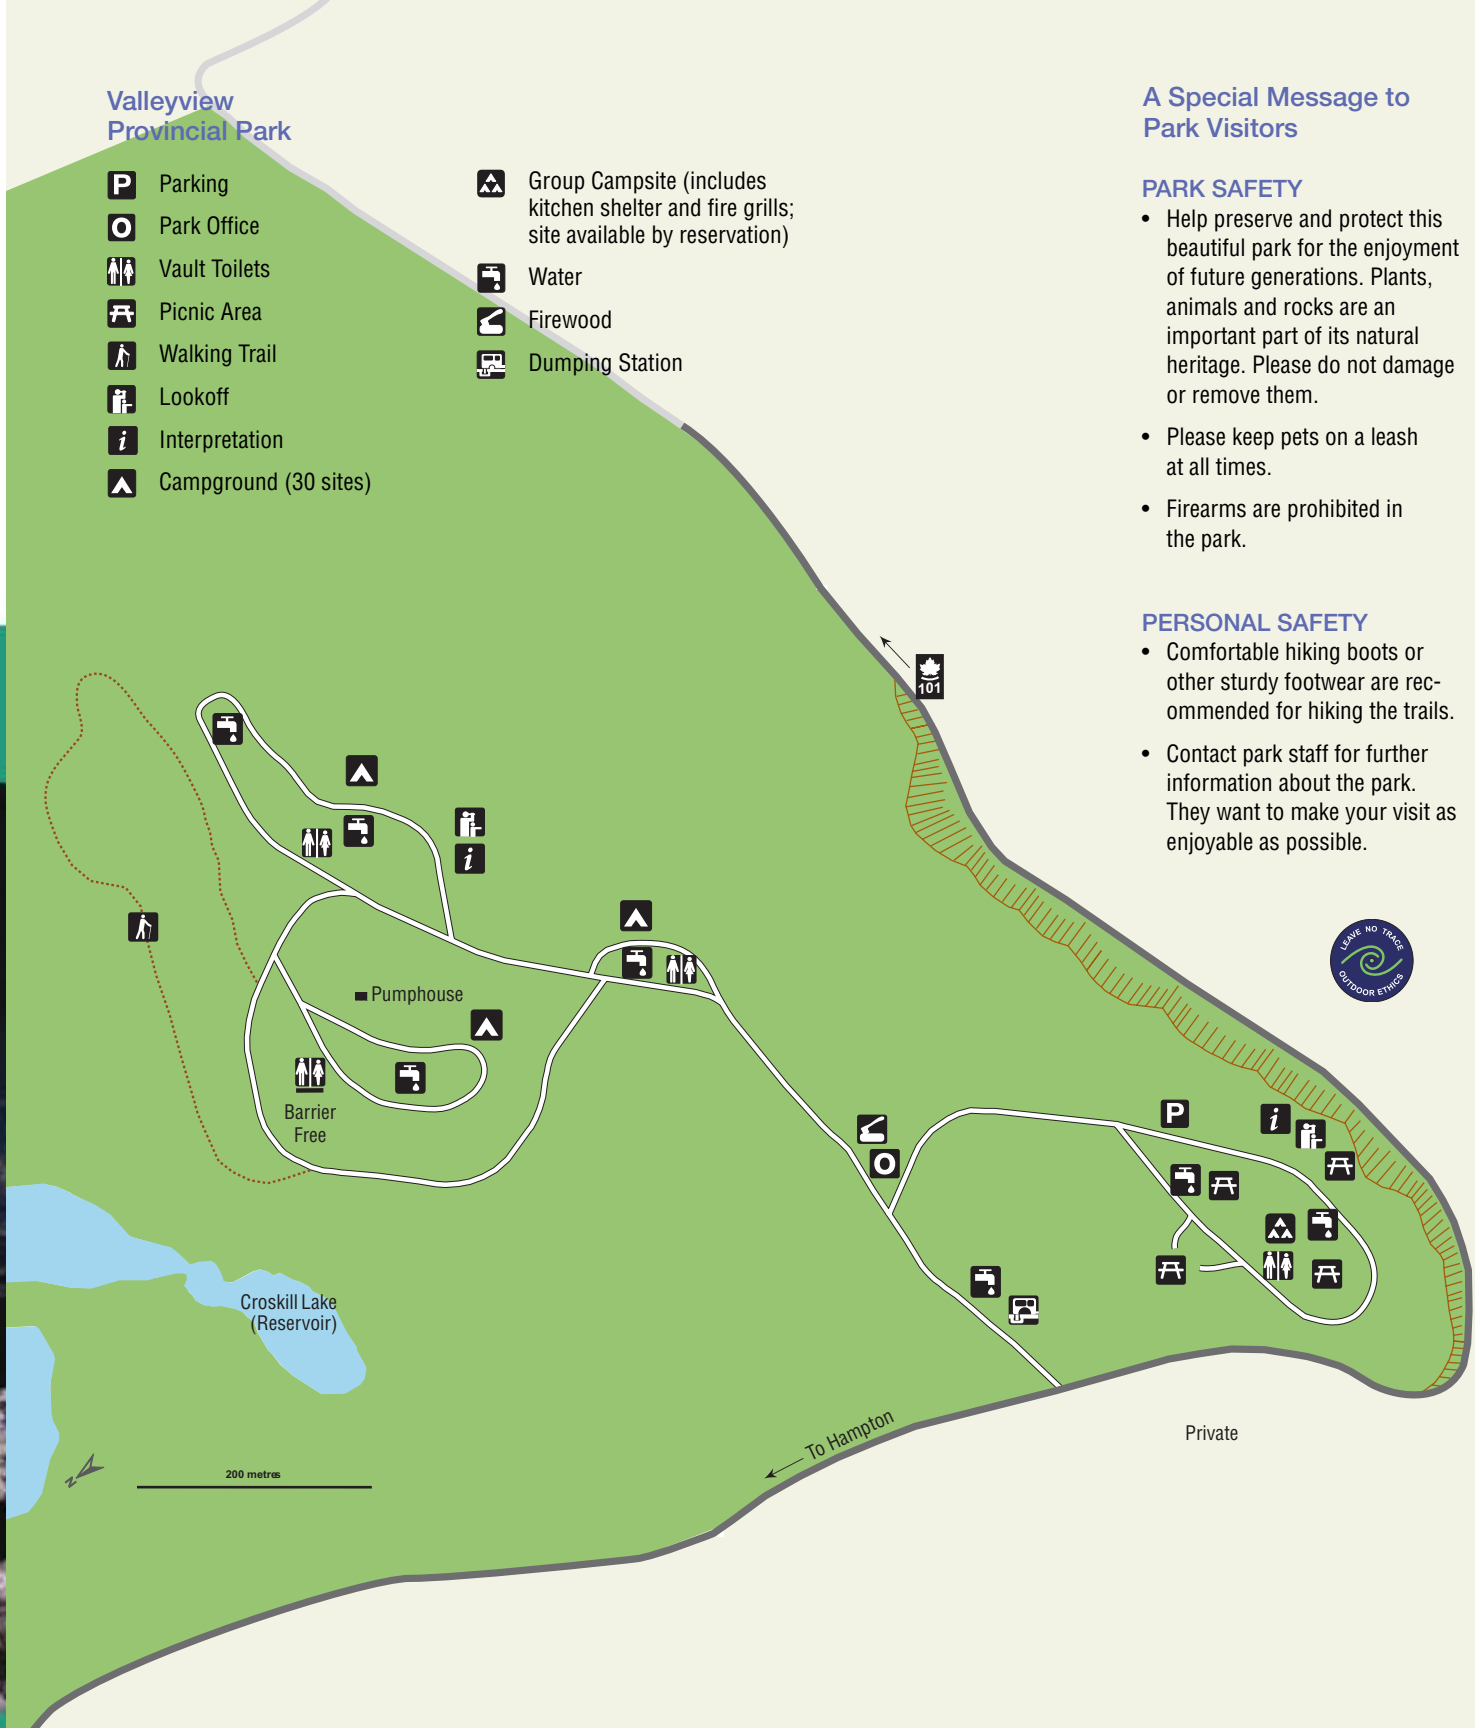 Valleyview
Provincial Park
P Parking
O Park Office
Vault Toilets
Picnic Area
Walking Trail
Lookoff
i Interpretation
Campground (30 sites)
Group Campsite (includes
kitchen shelter and fire grills;
site available by reservation)
Water
Firewood
Dumping Station
A Special Message to
Park Visitors
PARK SAFETY
• Help preserve and protect this
beautiful park for the enjoyment
of future generations. Plants,
animals and rocks are an
important part of its natural
heritage. Please do not damage
or remove them.
• Please keep pets on a leash
at all times.
• Firearms are prohibited in
the park.
PERSONAL SAFETY
• Comfortable hiking boots or
other sturdy footwear are rec-
ommended for hiking the trails.
• Contact park staff for further
information about the park.
They want to make your visit as
enjoyable as possible.
LEAVE NO TRACE
OUTDOOR ETHICS
101
i
Pumphouse
Barrier
Free
O
P
i
Croskill Lake
(Reservoir)
To Hampton
Private
N
200 metres